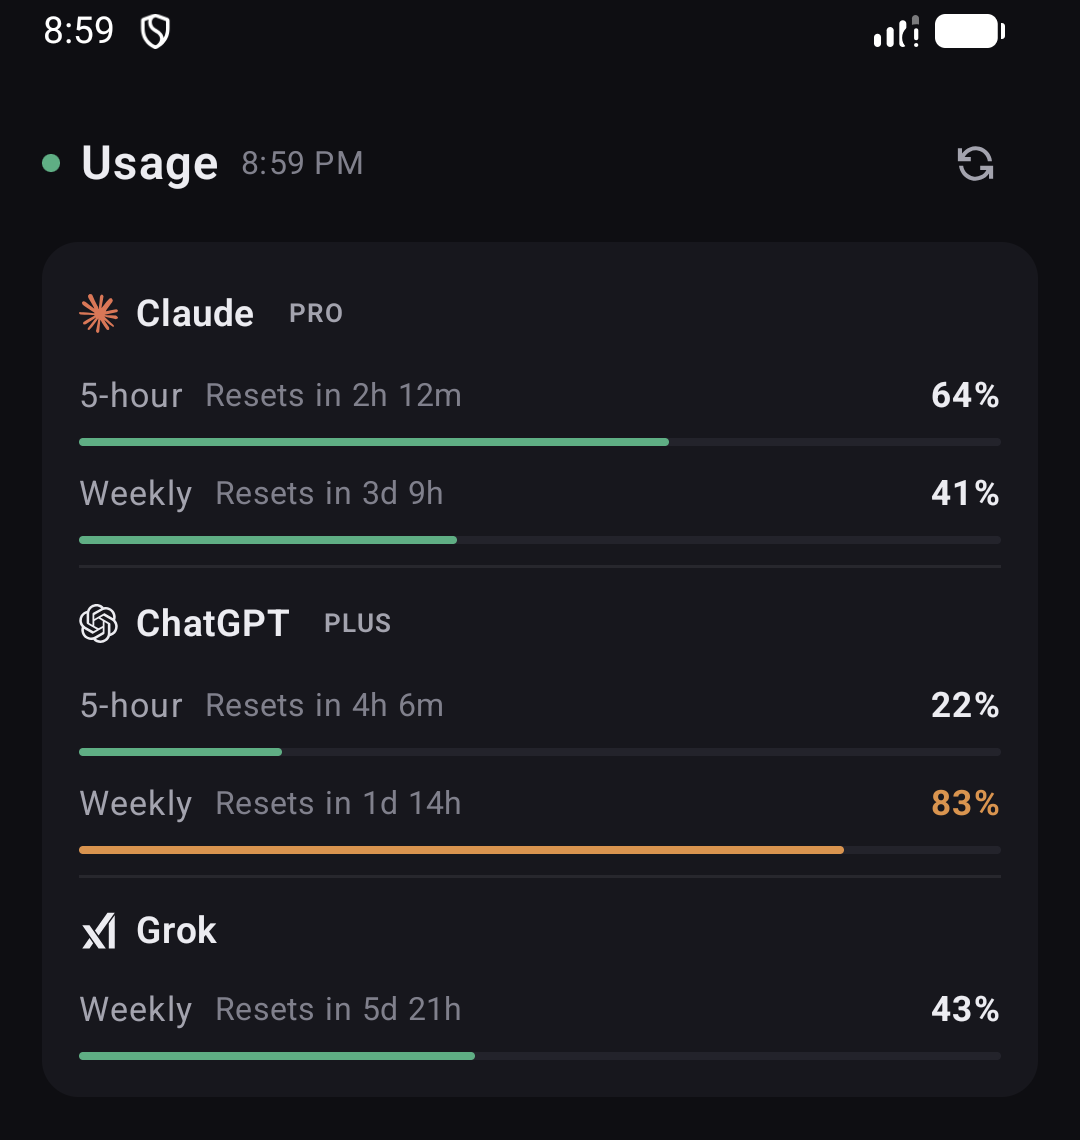 8:59
Usage 8:59 PM
Claude PRO
5-hour Resets in 2h 12m 64%
Weekly Resets in 3d 9h 41%
ChatGPT PLUS
5-hour Resets in 4h 6m 22%
Weekly Resets in 1d 14h 83%
Grok
Weekly Resets in 5d 21h 43%